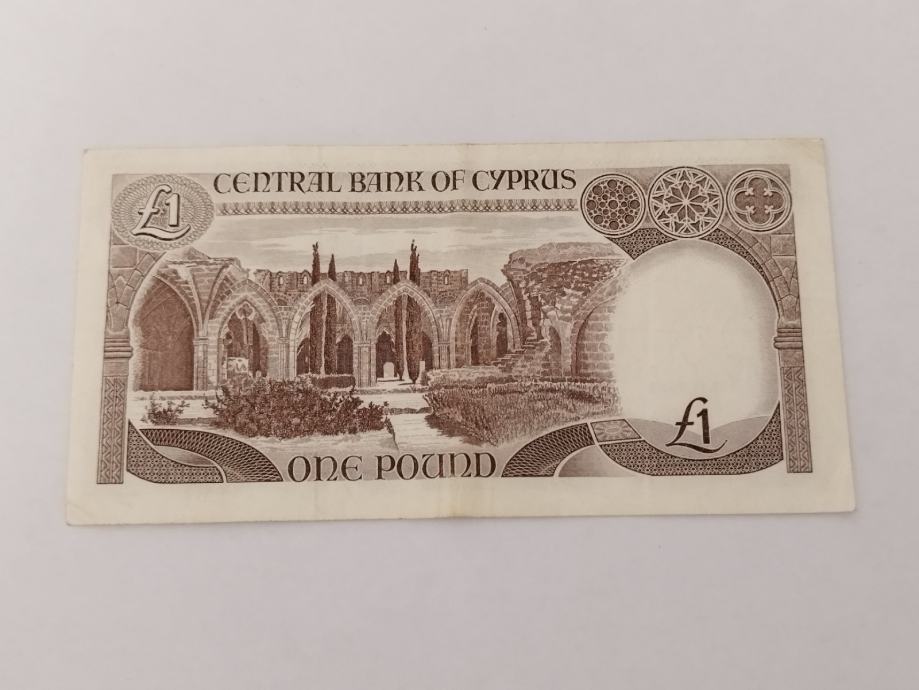 £1
CENTRAL BANK OF CYPRUS
£1
ONE POUND